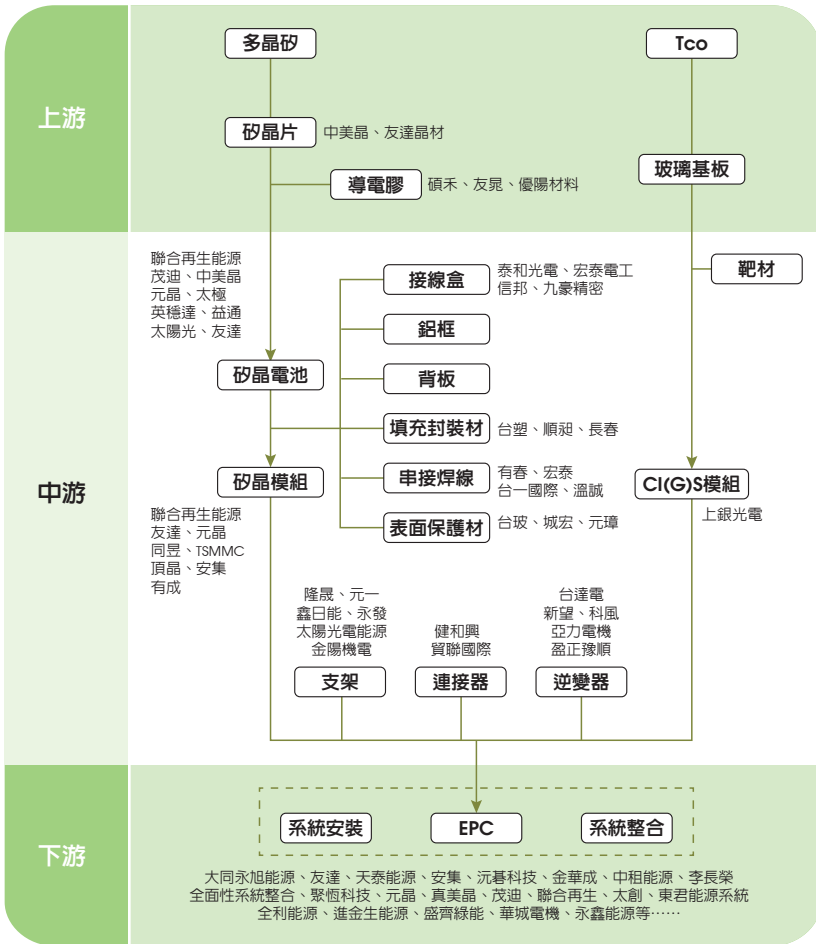 上游
多晶矽
Tco
矽晶片
中美晶、友達晶材
玻璃基板
導電膠
碩禾、友晁、優陽材料
中游
聯合再生能源
茂迪、中美晶
元晶、太極
英穩達、益通
太陽光、友達
接線盒
泰和光電、宏泰電工
信邦、九豪精密
靶材
鋁框
矽晶電池
背板
填充封裝材
台塑、順昶、長春
矽晶模組
串接焊線
有春、宏泰
台一國際、溫誠
CI(G)S模組
上銀光電
聯合再生能源
友達、元晶
同昱、TSMMC
頂晶、安集
有成
表面保護材
台玻、城宏、元璋
隆晟、元一
鑫日能、永發
太陽光電能源
金陽機電
支架
健和興
貿聯國際
連接器
台達電
新望、科風
亞力電機
盈正豫順
逆變器
下游
系統安裝
EPC
系統整合
大同永旭能源、友達、天泰能源、安集、沅碁科技、金華成、中租能源、李長榮
全面性系統整合、聚恆科技、元晶、真美晶、茂迪、聯合再生、太創、東君能源系統
全利能源、進金生能源、盛齊綠能、華城電機、永鑫能源等⋯⋯